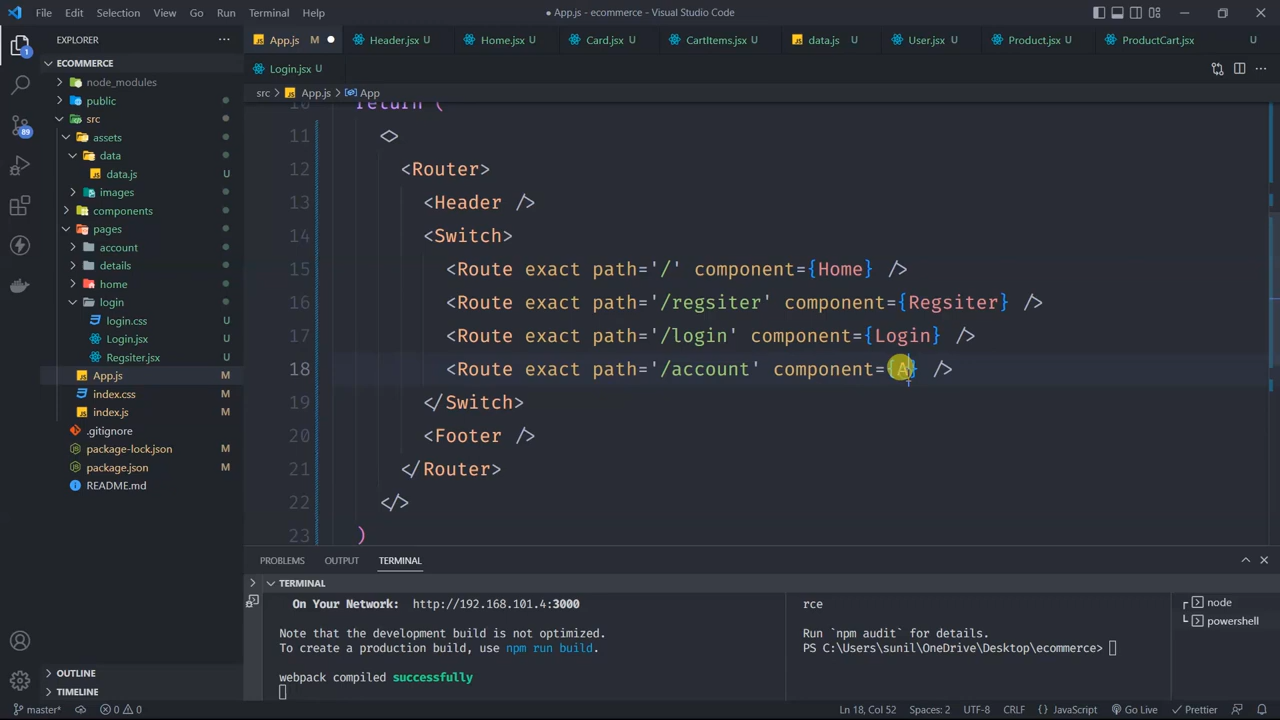 File Edit Selection View Go Run Terminal Help
● App.js - ecommerce - Visual Studio Code
EXPLORER
ECOMMERCE
node_modules
public
src
assets
data
data.js U
images
components
pages
account
details
home
login
login.css U
Login.jsx U
Regsiter.jsx U
App.js M
index.css M
index.js M
.gitignore
package-lock.json M
package.json M
README.md
OUTLINE
TIMELINE
1
89
App.js M ● Header.jsx U Home.jsx U Card.jsx U CartItems.jsx U data.js U User.jsx U Product.jsx U ProductCart.jsx U
Login.jsx U
src > App.js > App
10 return (
11 <>
12 <Router>
13 <Header />
14 <Switch>
15 <Route exact path='/' component={Home} />
16 <Route exact path='/regsiter' component={Regsiter} />
17 <Route exact path='/login' component={Login} />
18 <Route exact path='/account' component={A} />
19 </Switch>
20 <Footer />
21 </Router>
22 </>
23 )
PROBLEMS OUTPUT TERMINAL
TERMINAL
On Your Network: http://192.168.101.4:3000
Note that the development build is not optimized.
To create a production build, use npm run build.
webpack compiled successfully
rce
Run `npm audit` for details.
PS C:\Users\sunil\OneDrive\Desktop\ecommerce>
node
powershell
master* 0 0 Ln 18, Col 52 Spaces: 2 UTF-8 CRLF JavaScript Go Live Prettier